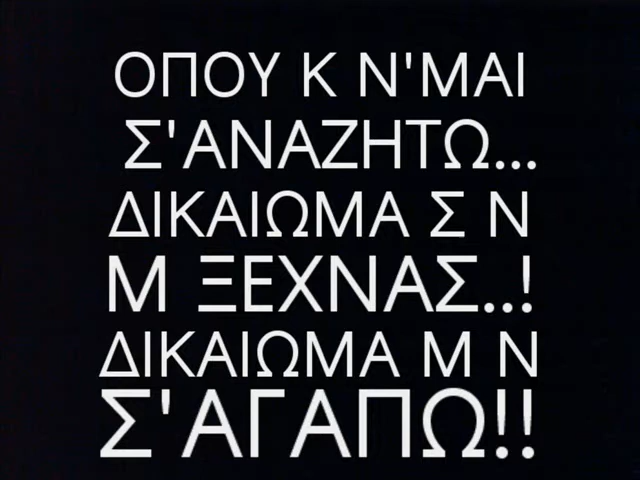 ΟΠΟΥ Κ Ν'ΜΑΙ
Σ'ΑΝΑΖΗΤΩ...
ΔΙΚΑΙΩΜΑ Σ Ν
Μ ΞΕΧΝΑΣ..!
ΔΙΚΑΙΩΜΑ Μ Ν
Σ'ΑΓΑΠΩ!!